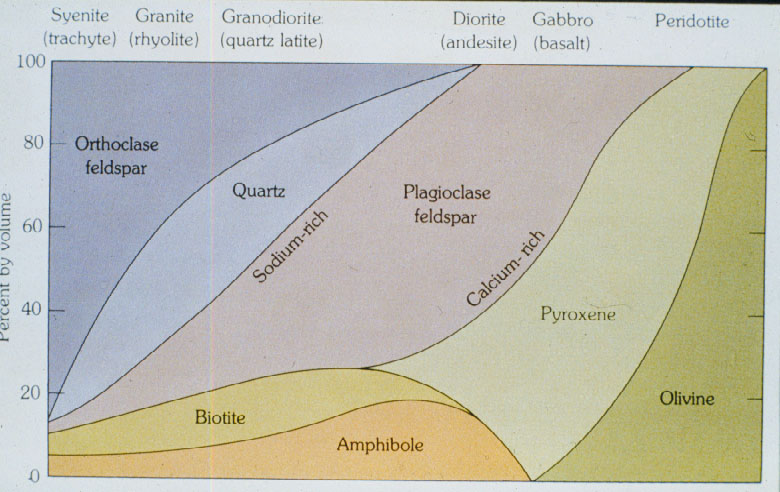 Syenite Granite Granodiorite Diorite Gabbro Peridotite
(trachyte) (rhyolite) (quartz latite) (andesite) (basalt)
100
80
60
40
20
0
Percent by volume
Orthoclase
feldspar
Quartz
Sodium-rich
Plagioclase
feldspar
Calcium-rich
Pyroxene
Biotite
Amphibole
Olivine